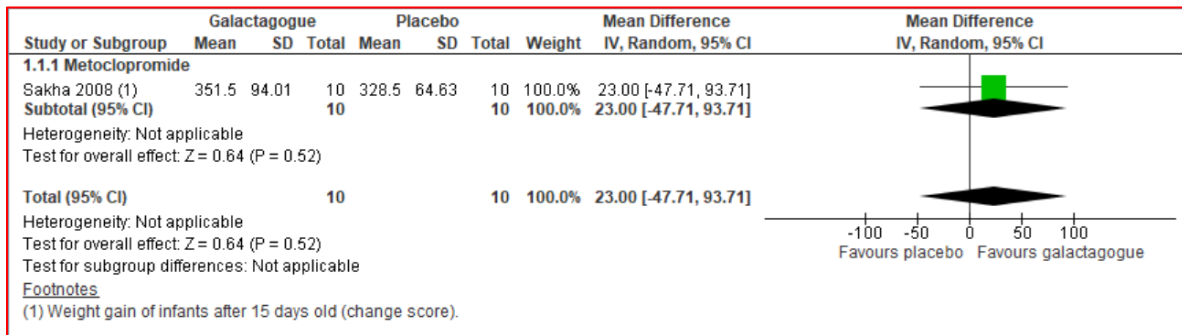 Galactagogue Placebo Mean Difference Mean Difference
Study or Subgroup Mean SD Total Mean SD Total Weight IV, Random, 95% CI IV, Random, 95% CI
1.1.1 Metoclopromide
Sakha 2008 (1) 351.5 94.01 10 328.5 64.63 10 100.0% 23.00 [-47.71, 93.71]
Subtotal (95% CI) 10 10 100.0% 23.00 [-47.71, 93.71]
Heterogeneity: Not applicable
Test for overall effect: Z = 0.64 (P = 0.52)
Total (95% CI) 10 10 100.0% 23.00 [-47.71, 93.71]
Heterogeneity: Not applicable
Test for overall effect: Z = 0.64 (P = 0.52)
Test for subgroup differences: Not applicable
-100 -50 0 50 100
Favours placebo Favours galactagogue
Footnotes
(1) Weight gain of infants after 15 days old (change score).